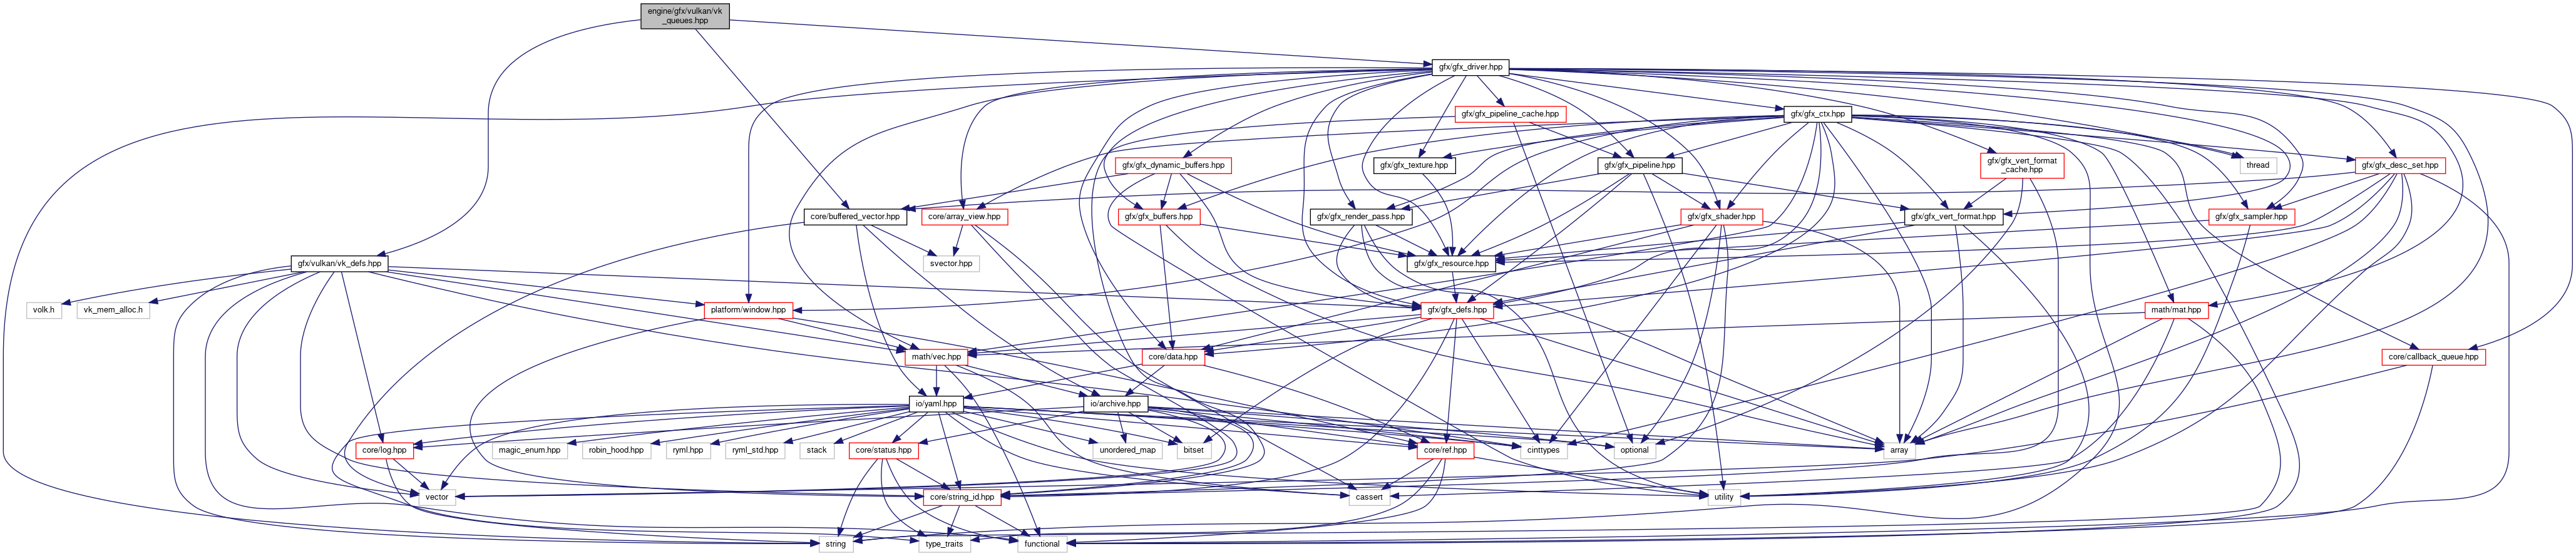 engine/gfx/vulkan/vk
_queues.hpp
gfx/gfx_driver.hpp
gfx/gfx_pipeline_cache.hpp
gfx/gfx_ctx.hpp
gfx/gfx_dynamic_buffers.hpp
gfx/gfx_texture.hpp
gfx/gfx_pipeline.hpp
gfx/gfx_vert_format
_cache.hpp
thread
gfx/gfx_desc_set.hpp
core/buffered_vector.hpp
core/array_view.hpp
gfx/gfx_buffers.hpp
gfx/gfx_render_pass.hpp
gfx/gfx_shader.hpp
gfx/gfx_vert_format.hpp
gfx/gfx_sampler.hpp
gfx/vulkan/vk_defs.hpp
svector.hpp
gfx/gfx_resource.hpp
volk.h
vk_mem_alloc.h
platform/window.hpp
gfx/gfx_defs.hpp
math/mat.hpp
math/vec.hpp
core/data.hpp
core/callback_queue.hpp
io/yaml.hpp
io/archive.hpp
core/log.hpp
magic_enum.hpp
robin_hood.hpp
ryml.hpp
ryml_std.hpp
stack
core/status.hpp
unordered_map
bitset
core/ref.hpp
cinttypes
optional
array
vector
core/string_id.hpp
cassert
utility
string
type_traits
functional